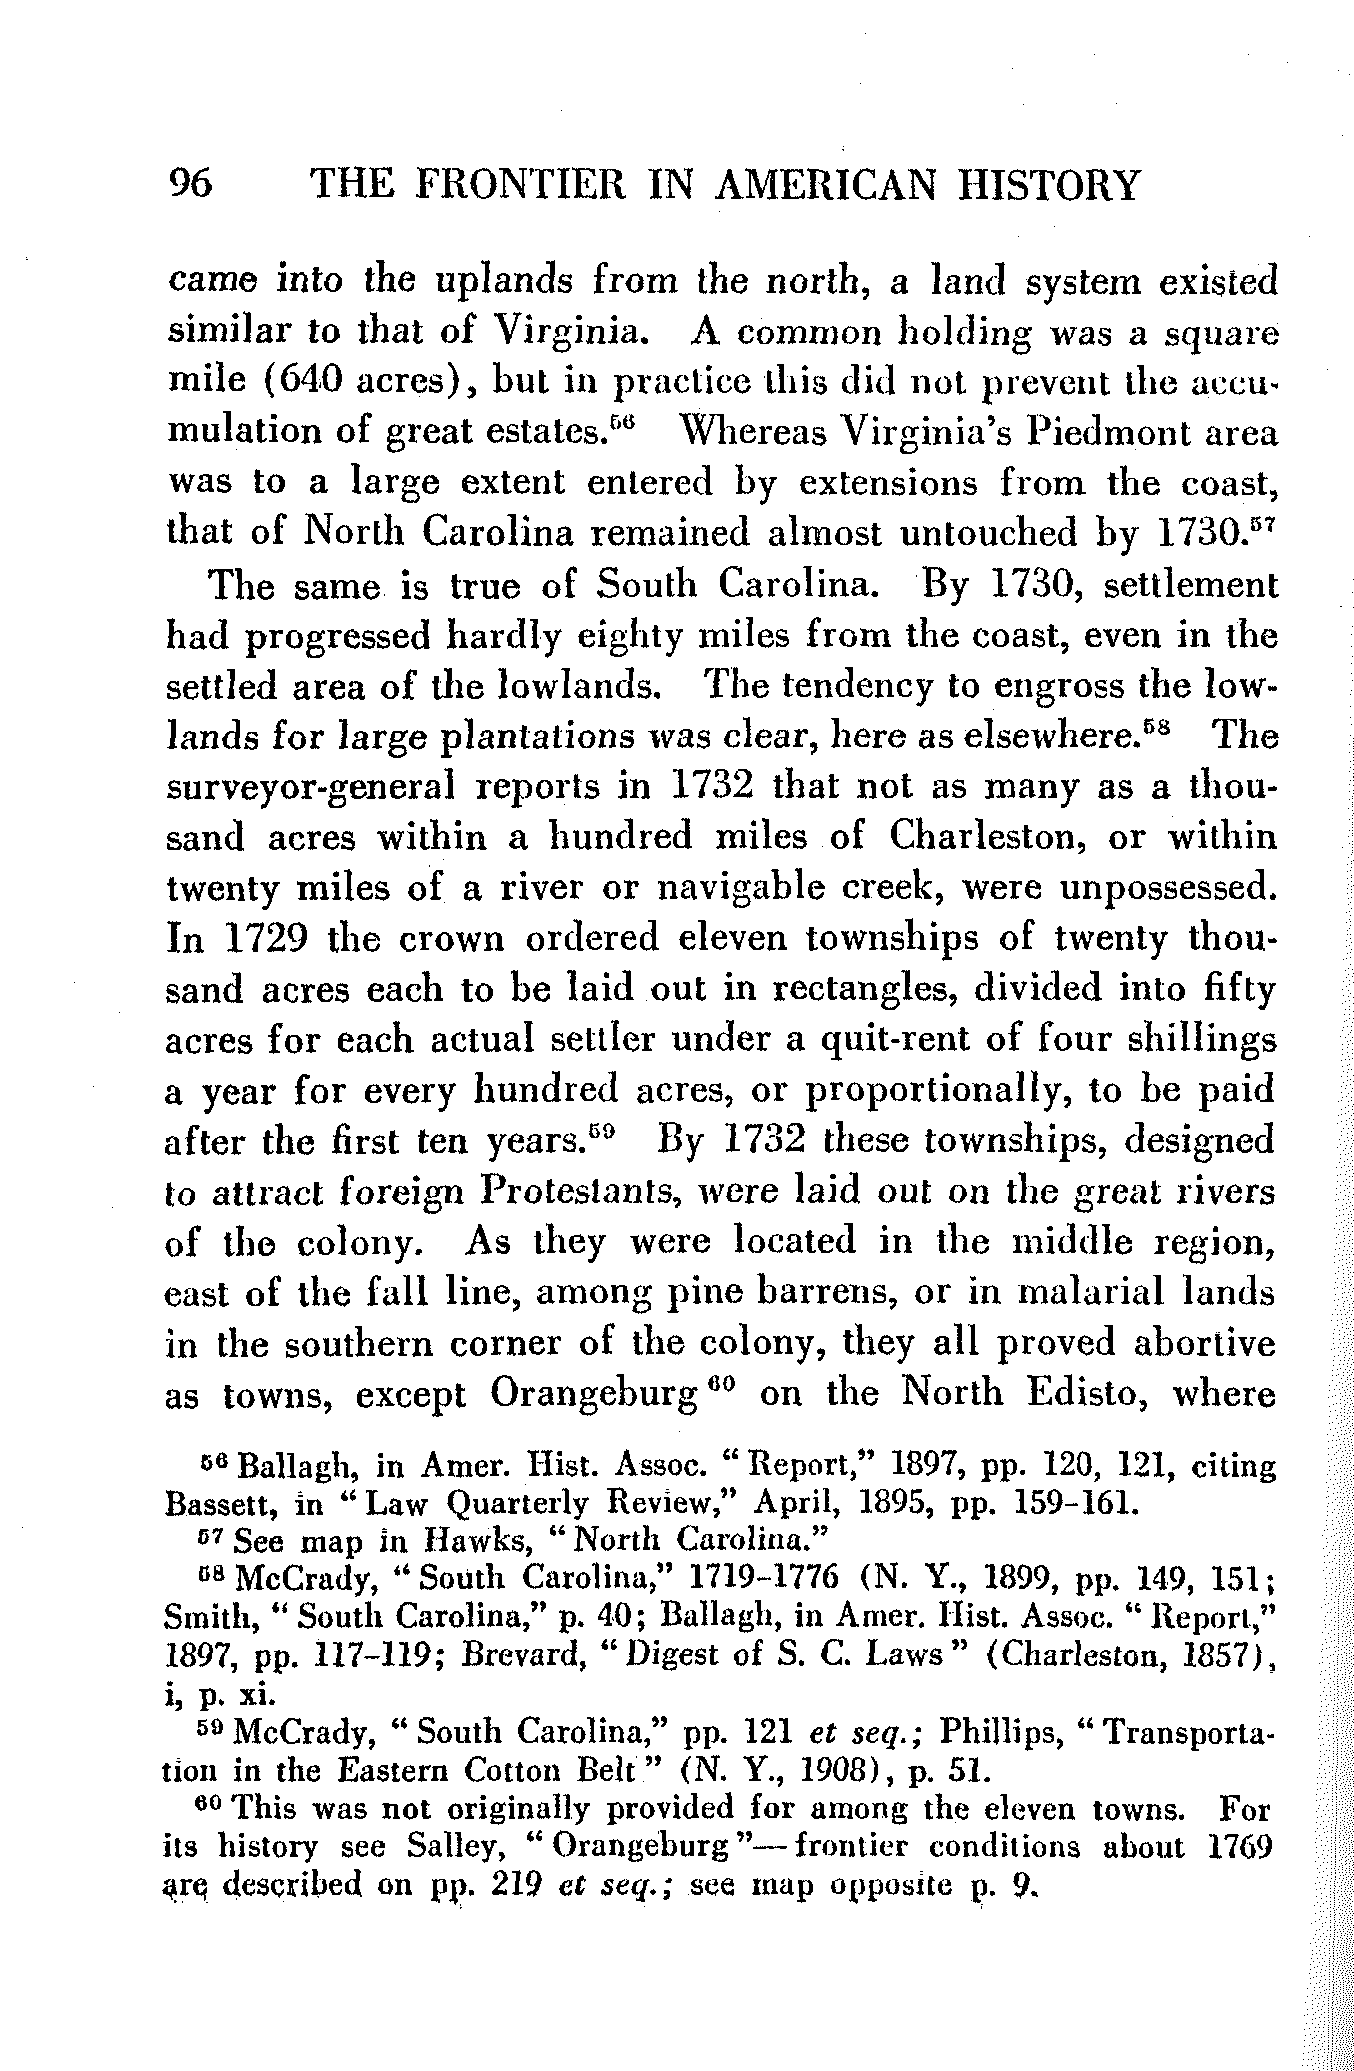 96 THE FRONTIER IN AMERICAN HISTORY
came into the uplands from the north, a land system existed
similar to that of Virginia. A common holding was a square
mile (640 acres), but in practice this did not prevent the accu-
mulation of great estates.⁵⁶ Whereas Virginia's Piedmont area
was to a large extent entered by extensions from the coast,
that of North Carolina remained almost untouched by 1730.⁵⁷
The same is true of South Carolina. By 1730, settlement
had progressed hardly eighty miles from the coast, even in the
settled area of the lowlands. The tendency to engross the low-
lands for large plantations was clear, here as elsewhere.⁵⁸ The
surveyor-general reports in 1732 that not as many as a thou-
sand acres within a hundred miles of Charleston, or within
twenty miles of a river or navigable creek, were unpossessed.
In 1729 the crown ordered eleven townships of twenty thou-
sand acres each to be laid out in rectangles, divided into fifty
acres for each actual settler under a quit-rent of four shillings
a year for every hundred acres, or proportionally, to be paid
after the first ten years.⁵⁹ By 1732 these townships, designed
to attract foreign Protestants, were laid out on the great rivers
of the colony. As they were located in the middle region,
east of the fall line, among pine barrens, or in malarial lands
in the southern corner of the colony, they all proved abortive
as towns, except Orangeburg ⁶⁰ on the North Edisto, where
⁵⁶ Ballagh, in Amer. Hist. Assoc. "Report," 1897, pp. 120, 121, citing
Bassett, in "Law Quarterly Review," April, 1895, pp. 159–161.
⁵⁷ See map in Hawks, "North Carolina."
⁵⁸ McCrady, "South Carolina," 1719–1776 (N. Y., 1899, pp. 149, 151;
Smith, "South Carolina," p. 40; Ballagh, in Amer. Hist. Assoc. "Report,"
1897, pp. 117–119; Brevard, "Digest of S. C. Laws" (Charleston, 1857),
i, p. xi.
⁵⁹ McCrady, "South Carolina," pp. 121 et seq.; Phillips, "Transporta-
tion in the Eastern Cotton Belt" (N. Y., 1908), p. 51.
⁶⁰ This was not originally provided for among the eleven towns. For
its history see Salley, "Orangeburg"—frontier conditions about 1769
are described on pp. 219 et seq.; see map opposite p. 9.